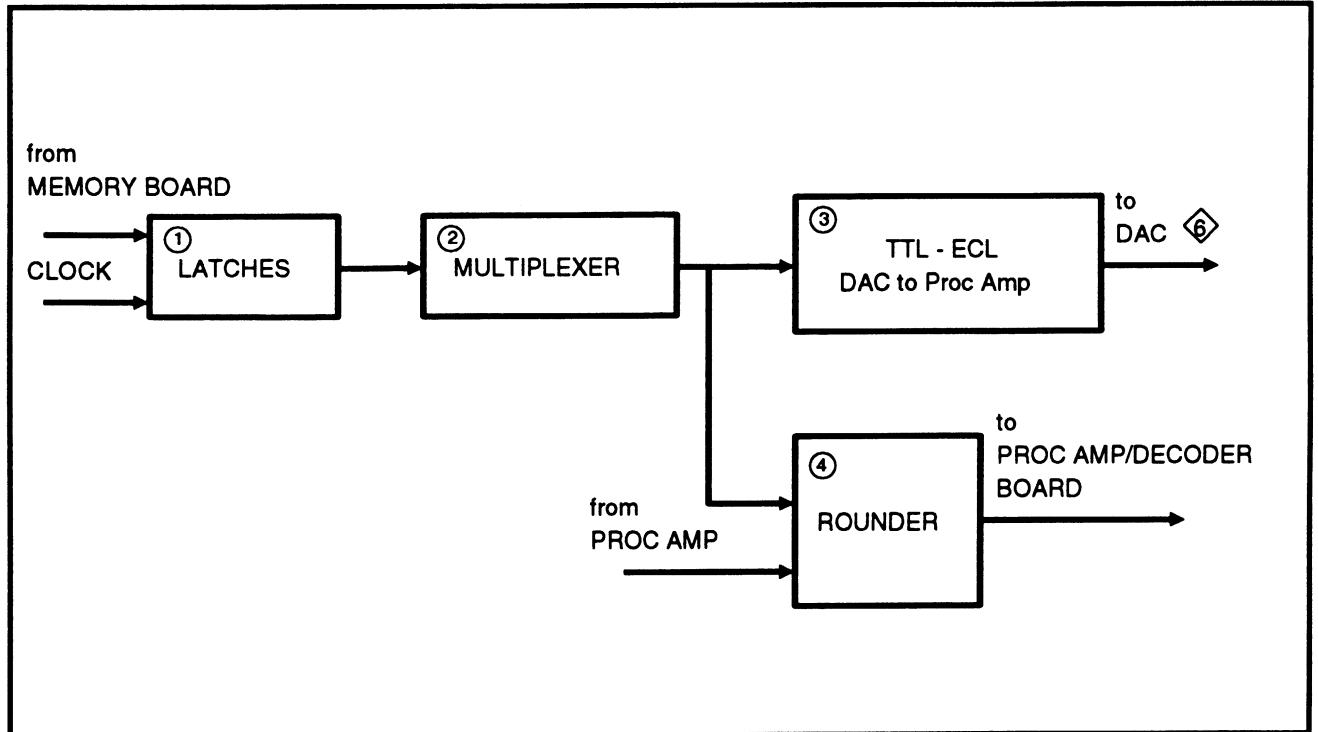 from
MEMORY BOARD
CLOCK
1
LATCHES
2
MULTIPLEXER
3
TTL - ECL
DAC to Proc Amp
to
DAC 6
from
PROC AMP
4
ROUNDER
to
PROC AMP/DECODER
BOARD